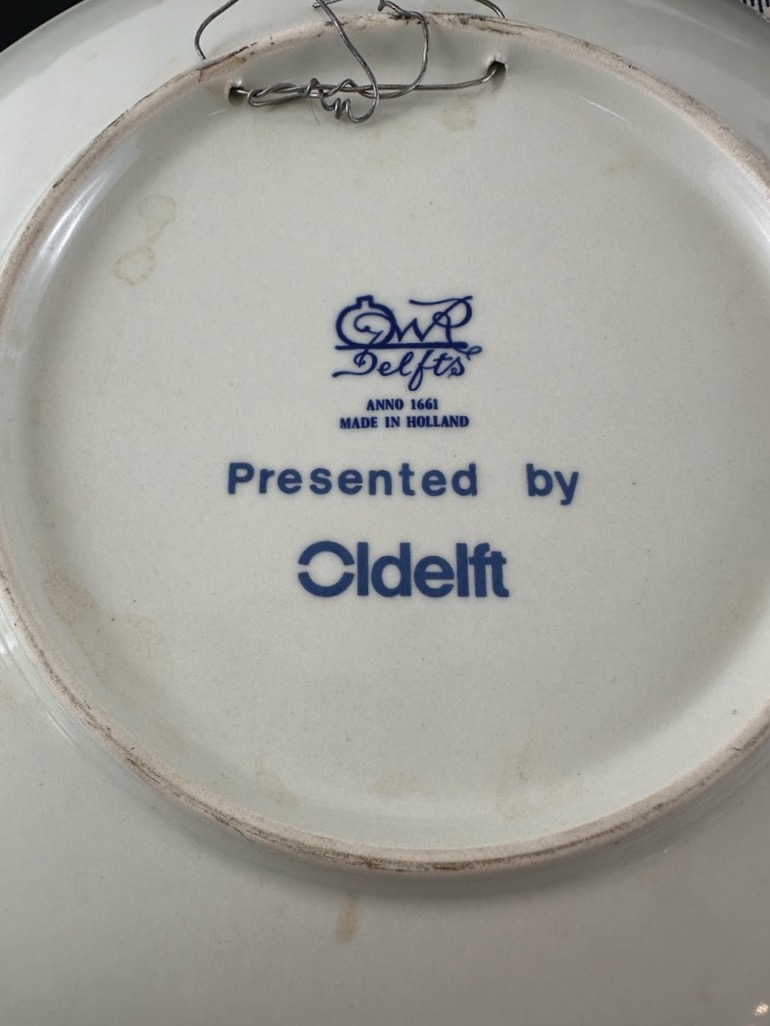 Delfts
ANNO 1661
MADE IN HOLLAND
Presented by
Oldelft